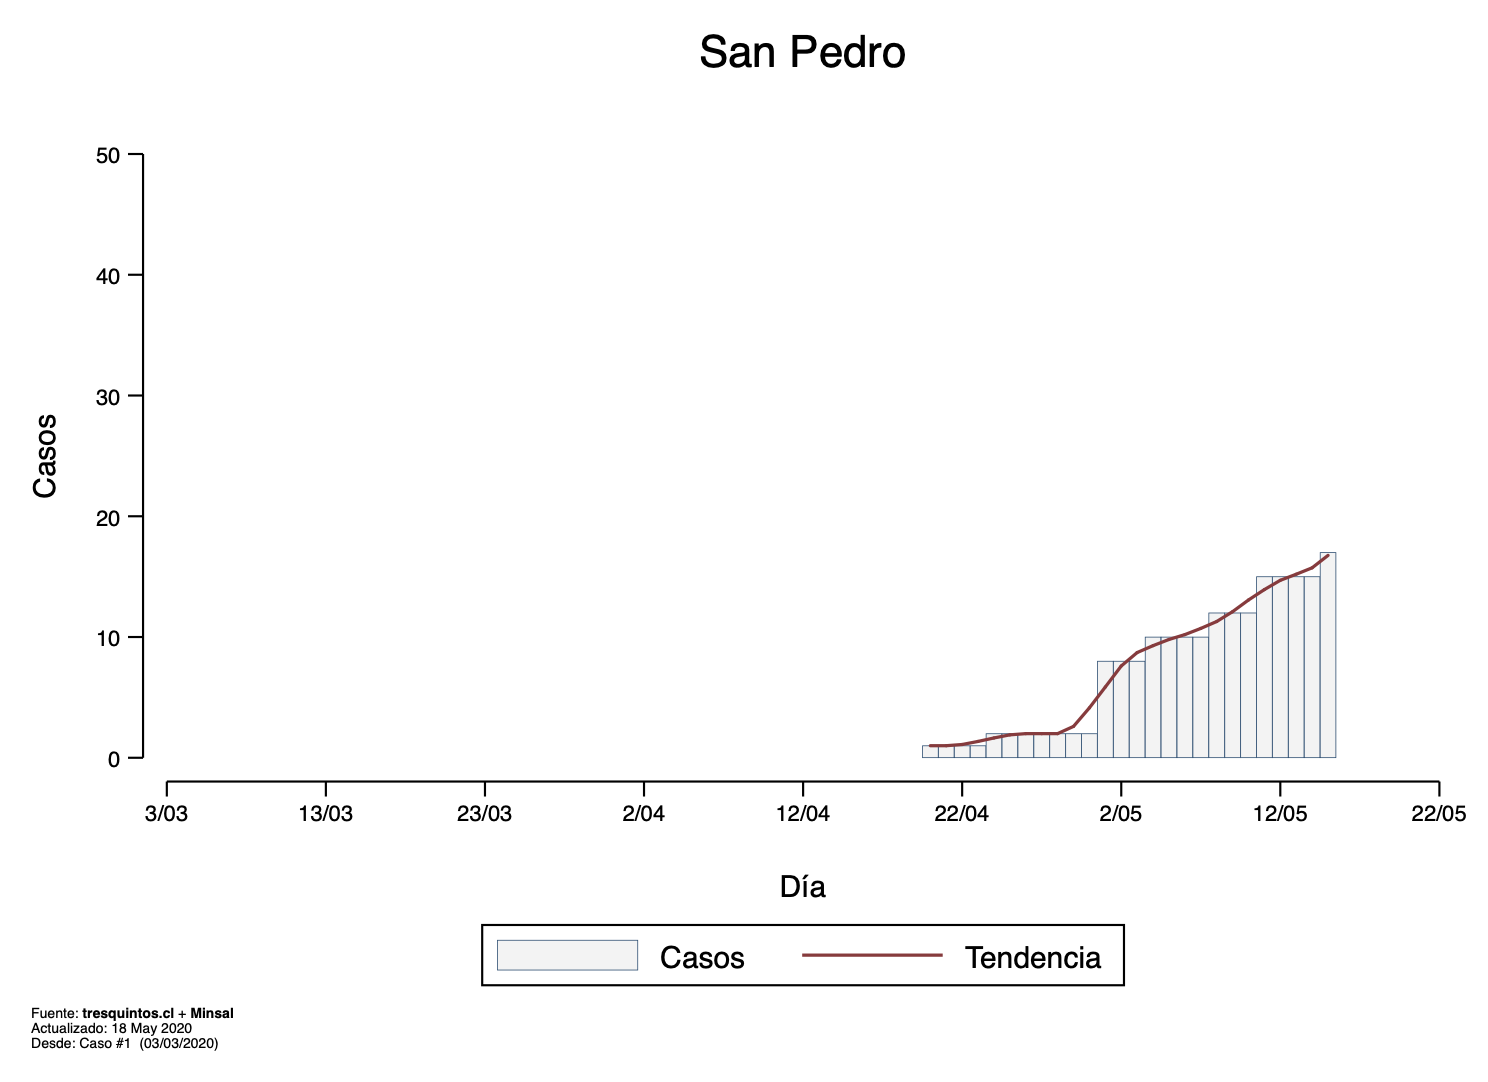 San Pedro
50
40
30
20
10
0
Casos
3/03 13/03 23/03 2/04 12/04 22/04 2/05 12/05 22/05
Día
Casos Tendencia
Fuente: tresquintos.cl + Minsal
Actualizado: 18 May 2020
Desde: Caso #1 (03/03/2020)